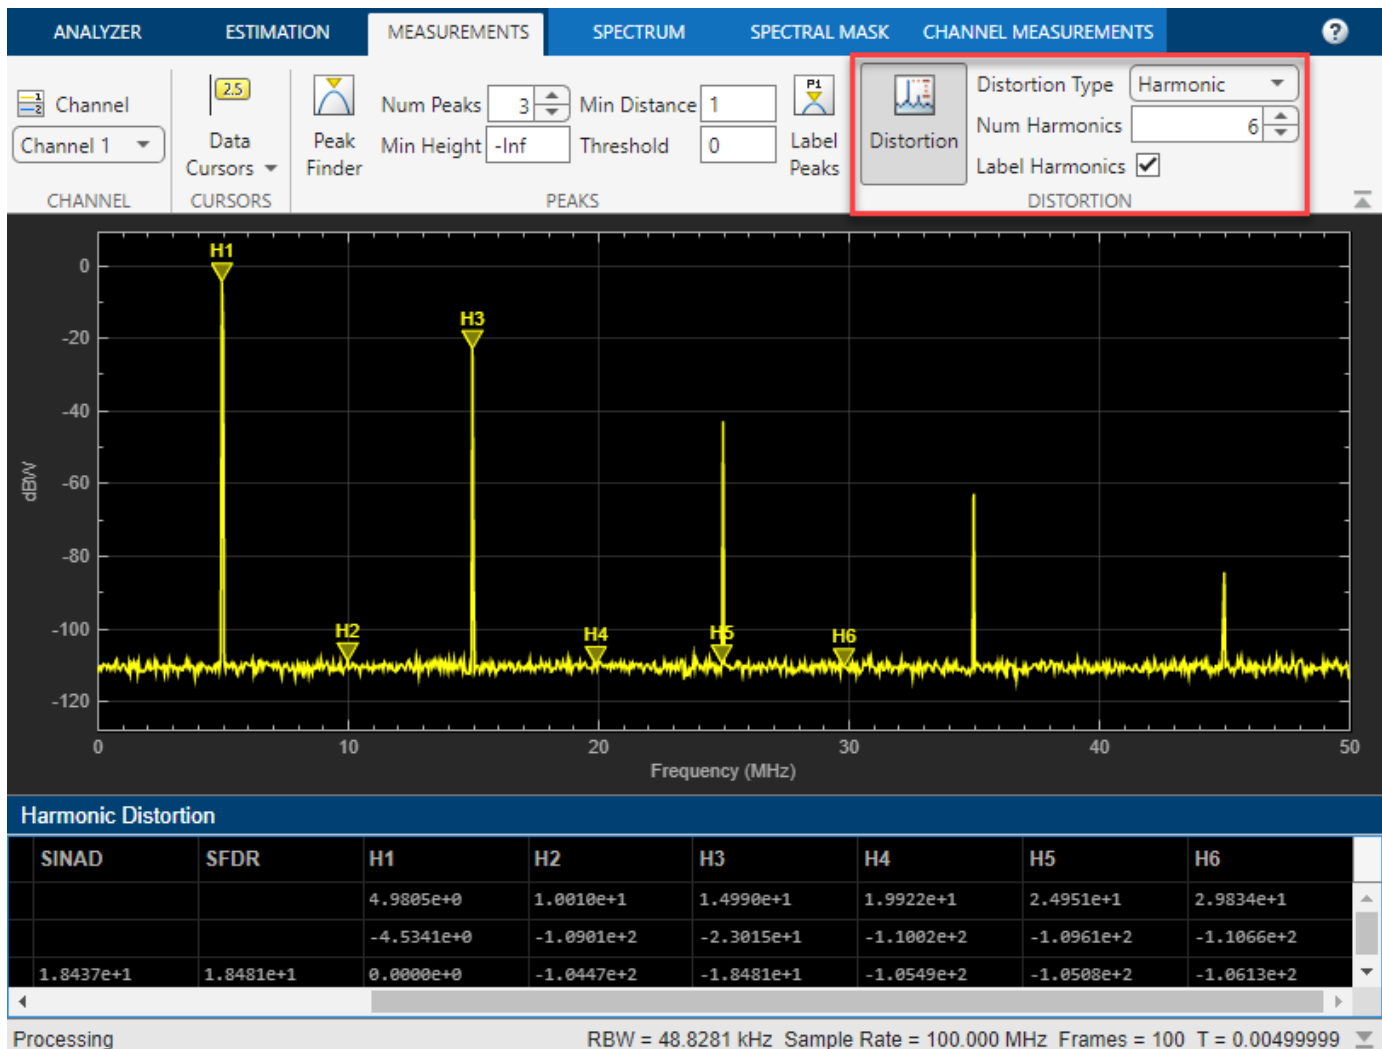 ANALYZER ESTIMATION MEASUREMENTS SPECTRUM SPECTRAL MASK CHANNEL MEASUREMENTS ?
1 2 Channel
Channel 1
CHANNEL
2.5
Data
Cursors
CURSORS
Peak
Finder
Num Peaks 3 Min Distance 1
Min Height -Inf Threshold 0
P1
Label
Peaks
PEAKS
Distortion
Distortion Type Harmonic
Num Harmonics 6
Label Harmonics
DISTORTION
H1
H3
H2
H4
H5
H6
0
-20
-40
-60
-80
-100
-120
dBW
0 10 20 30 40 50
Frequency (MHz)
Harmonic Distortion
SINAD SFDR H1 H2 H3 H4 H5 H6
4.9805e+0 1.0010e+1 1.4990e+1 1.9922e+1 2.4951e+1 2.9834e+1
-4.5341e+0 -1.0901e+2 -2.3015e+1 -1.1002e+2 -1.0961e+2 -1.1066e+2
1.8437e+1 1.8481e+1 0.0000e+0 -1.0447e+2 -1.8481e+1 -1.0549e+2 -1.0508e+2 -1.0613e+2
Processing RBW = 48.8281 kHz Sample Rate = 100.000 MHz Frames = 100 T = 0.00499999